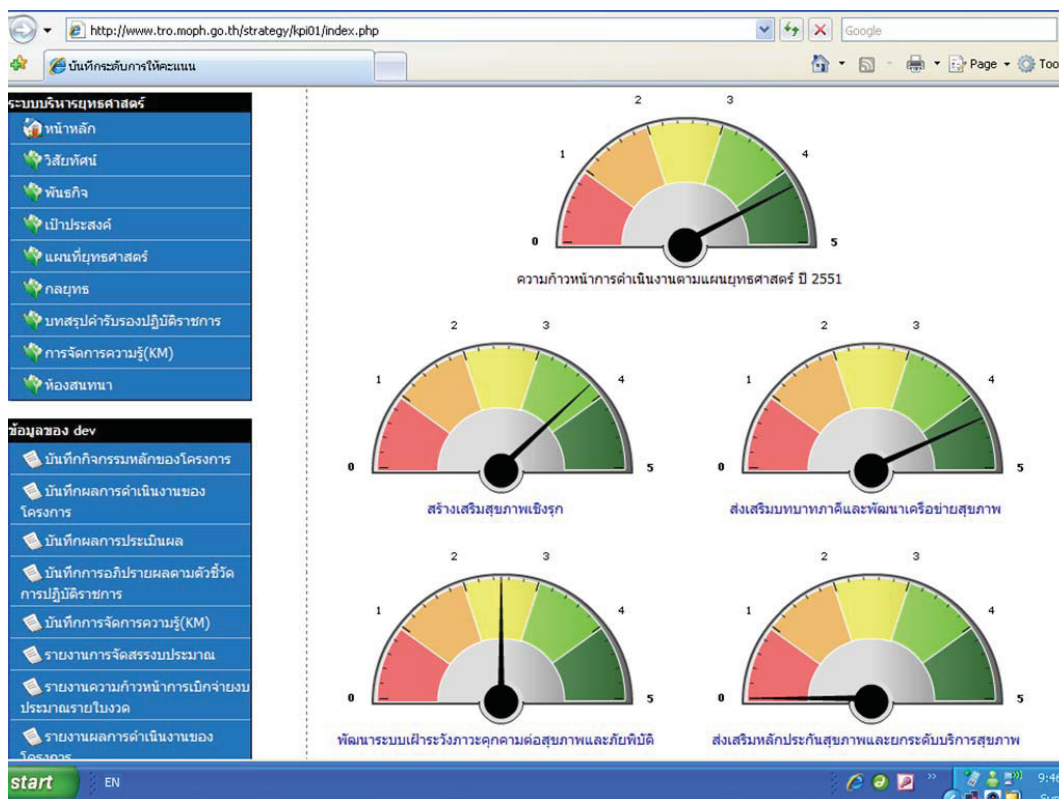 http://www.tro.moph.go.th/strategy/kpi01/index.php
Google
บันทึกระดับการให้คะแนน
Page
Too
ระบบบริหารยุทธศาสตร์
หน้าหลัก
วิสัยทัศน์
พันธกิจ
เป้าประสงค์
แผนที่ยุทธศาสตร์
กลยุทธ
บทสรุปคำรับรองปฏิบัติราชการ
การจัดการความรู้(KM)
ห้องสนทนา
ข้อมูลของ dev
บันทึกกิจกรรมหลักของโครงการ
บันทึกผลการดำเนินงานของ
โครงการ
บันทึกผลการประเมินผล
บันทึกการอภิปรายผลตามตัวชี้วัด
การปฏิบัติราชการ
บันทึกการจัดการความรู้(KM)
รายงานการจัดสรรงบประมาณ
รายงานความก้าวหน้าการเบิกจ่ายงบ
ประมาณรายใบงวด
รายงานผลการดำเนินงานของ
โครงการ
0 1 2 3 4 5
ความก้าวหน้าการดำเนินงานตามแผนยุทธศาสตร์ ปี 2551
0 1 2 3 4 5
สร้างเสริมสุขภาพเชิงรุก
0 1 2 3 4 5
ส่งเสริมบทบาทภาคีและพัฒนาเครือข่ายสุขภาพ
0 1 2 3 4 5
พัฒนาระบบเฝ้าระวังภาวะคุกคามต่อสุขภาพและภัยพิบัติ
0 1 2 3 4 5
ส่งเสริมหลักประกันสุขภาพและยกระดับบริการสุขภาพ
start
EN
9:46